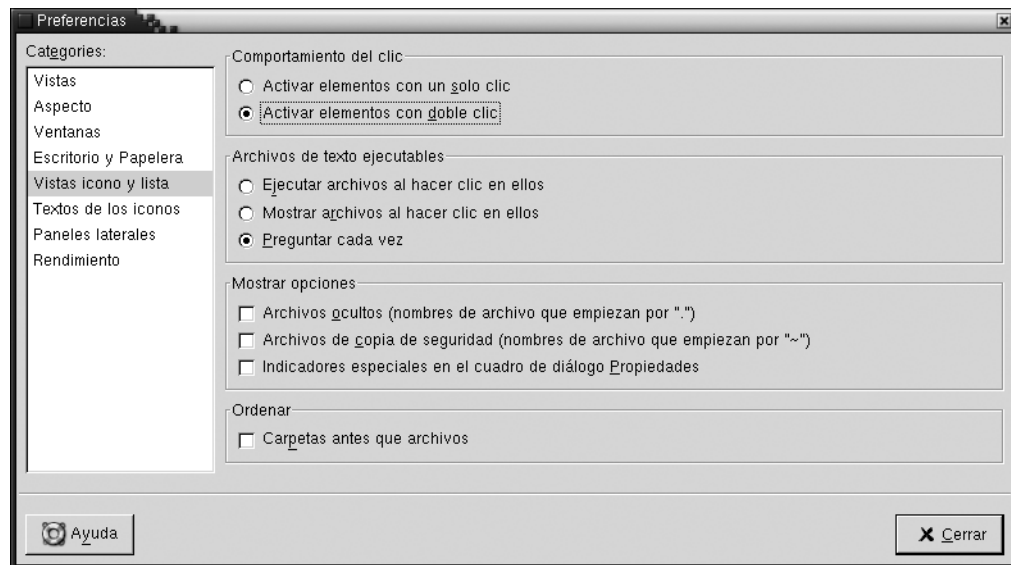 Preferencias
Categories:
Vistas
Aspecto
Ventanas
Escritorio y Papelera
Vistas icono y lista
Textos de los iconos
Paneles laterales
Rendimiento
Comportamiento del clic
Activar elementos con un solo clic
Activar elementos con doble clic
Archivos de texto ejecutables
Ejecutar archivos al hacer clic en ellos
Mostrar archivos al hacer clic en ellos
Preguntar cada vez
Mostrar opciones
Archivos ocultos (nombres de archivo que empiezan por ".")
Archivos de copia de seguridad (nombres de archivo que empiezan por "~")
Indicadores especiales en el cuadro de diálogo Propiedades
Ordenar
Carpetas antes que archivos
Ayuda
Cerrar